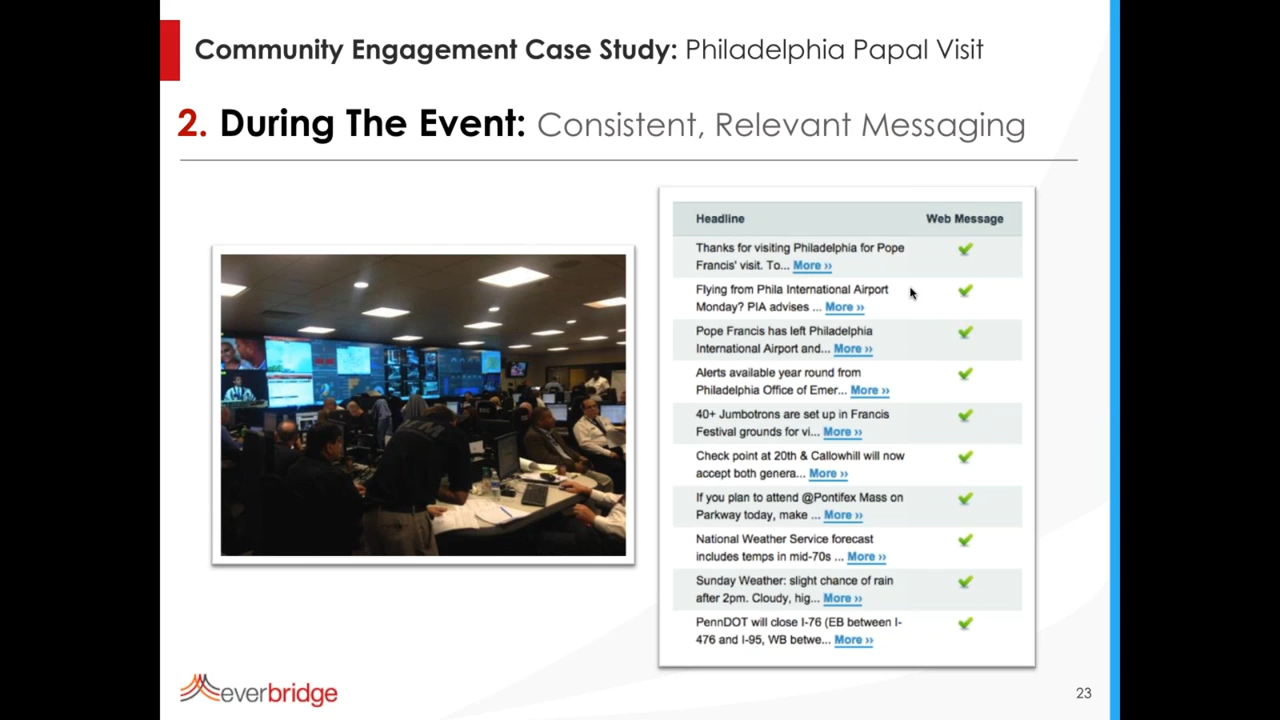 Community Engagement Case Study: Philadelphia Papal Visit
2. During The Event: Consistent, Relevant Messaging
Headline Web Message
Thanks for visiting Philadelphia for Pope
Francis' visit. To... More ››
Flying from Phila International Airport
Monday? PIA advises ... More ››
Pope Francis has left Philadelphia
International Airport and... More ››
Alerts available year round from
Philadelphia Office of Emer... More ››
40+ Jumbotrons are set up in Francis
Festival grounds for vi... More ››
Check point at 20th & Callowhill will now
accept both genera... More ››
If you plan to attend @Pontifex Mass on
Parkway today, make ... More ››
National Weather Service forecast
includes temps in mid-70s ... More ››
Sunday Weather: slight chance of rain
after 2pm. Cloudy, hig... More ››
PennDOT will close I-76 (EB between I-
476 and I-95, WB betwe... More ››
everbridge
23